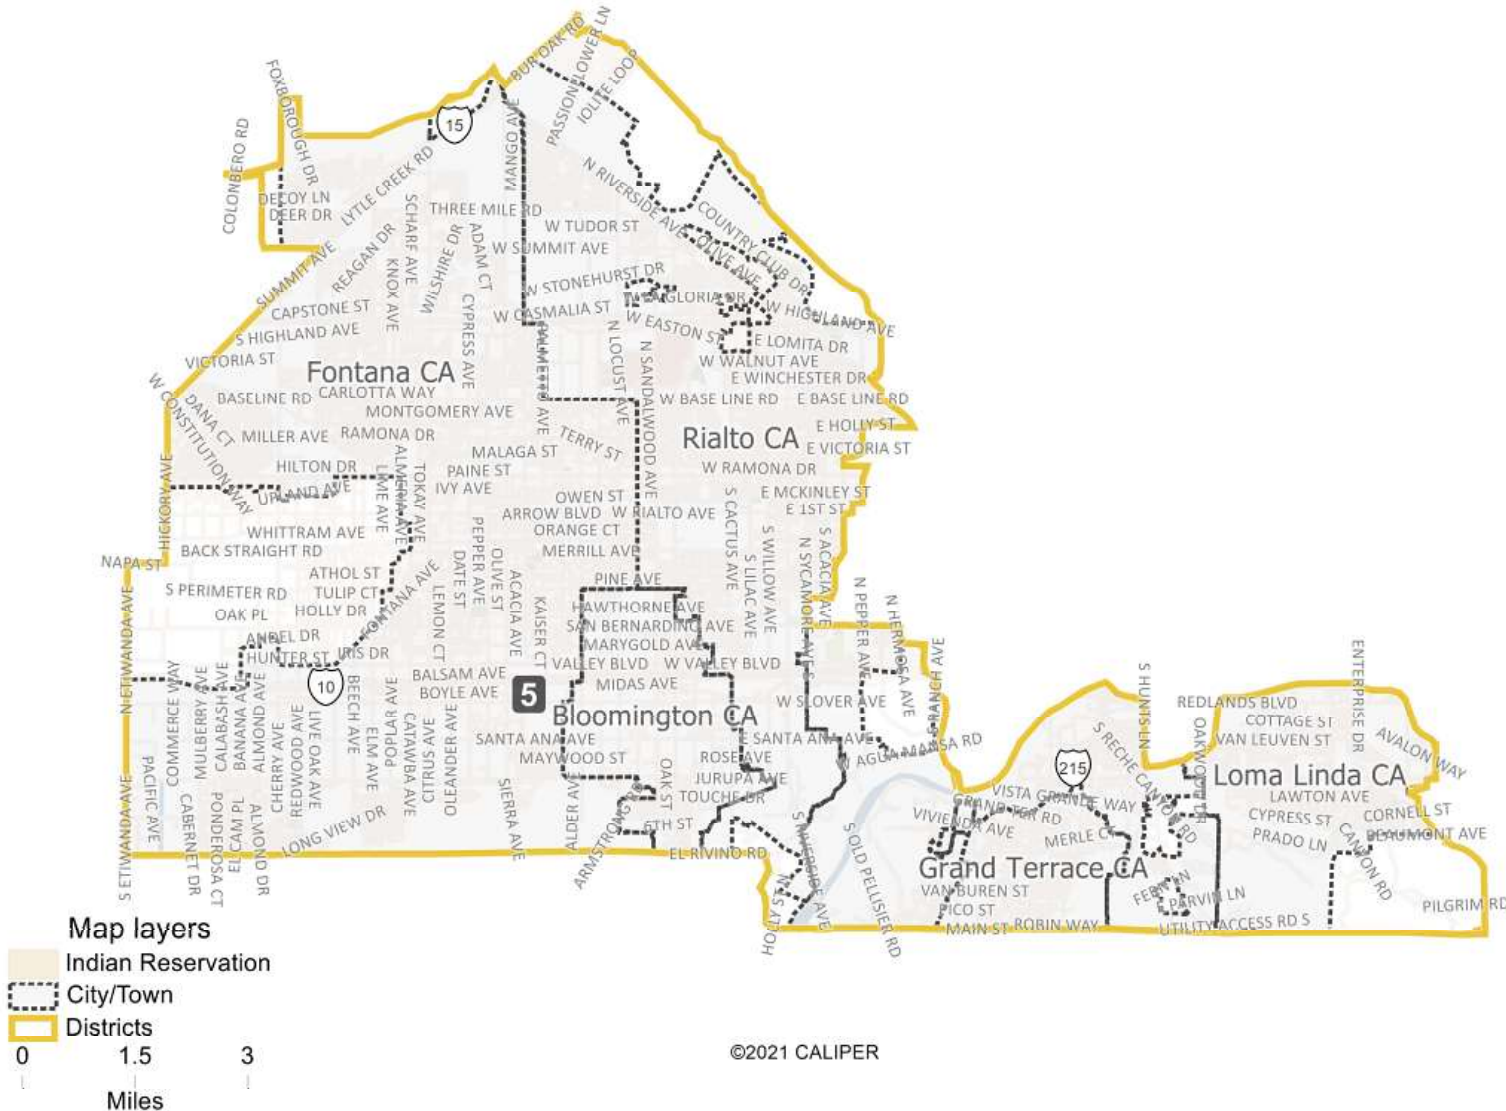 BUR OAK RD
PASSIONFLOWER LN
IOLITE LOOP
FOXBOROUGH DR
15
COLONBERO RD
MANGO AVE
LYTLE CREEK RD
N RIVERSIDE AVE
DECOY LN
DEER DR
THREE MILE RD
SCHARF AVE
COUNTRY CLUB DR
W TUDOR ST
ADAM CT
WILSHIRE DR
REAGAN DR
W SUMMIT AVE
OLIVE AVE
SUMMIT AVE
KNOX AVE
W STONEHURST DR
W LA GLORIA DR
CAPSTONE ST
CYPRESS AVE
W CASMALIA ST
W EASTON ST
W HIGHLAND AVE
S HIGHLAND AVE
PALMETTO AVE
N LOCUST AVE
N SANDALWOOD AVE
E LOMITA DR
VICTORIA ST
W WALNUT AVE
Fontana CA
E WINCHESTER DR
W CONSTITUTION WAY
DANA CT
BASELINE RD
CARLOTTA WAY
W BASE LINE RD
E BASE LINE RD
MONTGOMERY AVE
E HOLLY ST
MILLER AVE
RAMONA DR
TERRY ST
Rialto CA
E VICTORIA ST
MALAGA ST
HILTON DR
PAINE ST
W RAMONA DR
HICKORY AVE
UPLAND AVE
LIME AVE
ALMERIA AVE
TOKAY AVE
IVY AVE
OWEN ST
E MCKINLEY ST
ARROW BLVD
W RIALTO AVE
E 1ST ST
WHITTRAM AVE
ORANGE CT
BACK STRAIGHT RD
MERRILL AVE
S CACTUS AVE
S WILLOW AVE
S LILAC AVE
N SYCAMORE AVE
S ACACIA AVE
NAPA ST
ATHOL ST
PEPPER AVE
DATE ST
OLIVE ST
ACACIA AVE
PINE AVE
N PEPPER AVE
N HERMOSA AVE
S PERIMETER RD
TULIP CT
LEMON CT
KAISER CT
HAWTHORNE AVE
OAK PL
HOLLY DR
FONTANA AVE
SAN BERNARDINO AVE
ANGEL DR
MARYGOLD AVE
HUNTER ST
IRIS DR
VALLEY BLVD
W VALLEY BLVD
N ETIWANDA AVE
10
BALSAM AVE
MIDAS AVE
BOYLE AVE
5
W SLOVER AVE
S RANCH AVE
S HUNTS LN
ENTERPRISE DR
REDLANDS BLVD
Bloomington CA
COTTAGE ST
COMMERCE WAY
MULBERRY AVE
CALABASH AVE
BANANA AVE
ALMOND AVE
CHERRY AVE
REDWOOD AVE
LIVE OAK AVE
BEECH AVE
ELM AVE
POPLAR AVE
CATAWBA AVE
CITRUS AVE
OLEANDER AVE
SANTA ANA AVE
W SANTA ANA AVE
W AGUA MANSA RD
S RECHE CANYON RD
OAKWOOD DR
VAN LEUVEN ST
AVALON WAY
MAYWOOD ST
ROSE AVE
215
Loma Linda CA
PACIFIC AVE
JURUPA AVE
OAK ST
VISTA GRANDE WAY
LAWTON AVE
TOUCHE DR
GRAND TER RD
S ETIWANDA AVE
CABERNET DR
PONDEROSA CT
EL CAMI PL
ALMOND DR
LONG VIEW DR
SIERRA AVE
ALDER AVE
ARMSTRONG RD
6TH ST
VIVIENDA AVE
MERLE CT
CYPRESS ST
CORNELL ST
PRADO LN
BEAUMONT AVE
EL RIVINO RD
S RIVERSIDE AVE
S OLD PELLISIER RD
Grand Terrace CA
CANYON RD
VAN BUREN ST
FERN LN
PARVIN LN
HOLLY ST N
PICO ST
PILGRIM RD
MAIN ST
ROBIN WAY
UTILITY ACCESS RD S
Map layers
Indian Reservation
City/Town
Districts
0 1.5 3
Miles
©2021 CALIPER